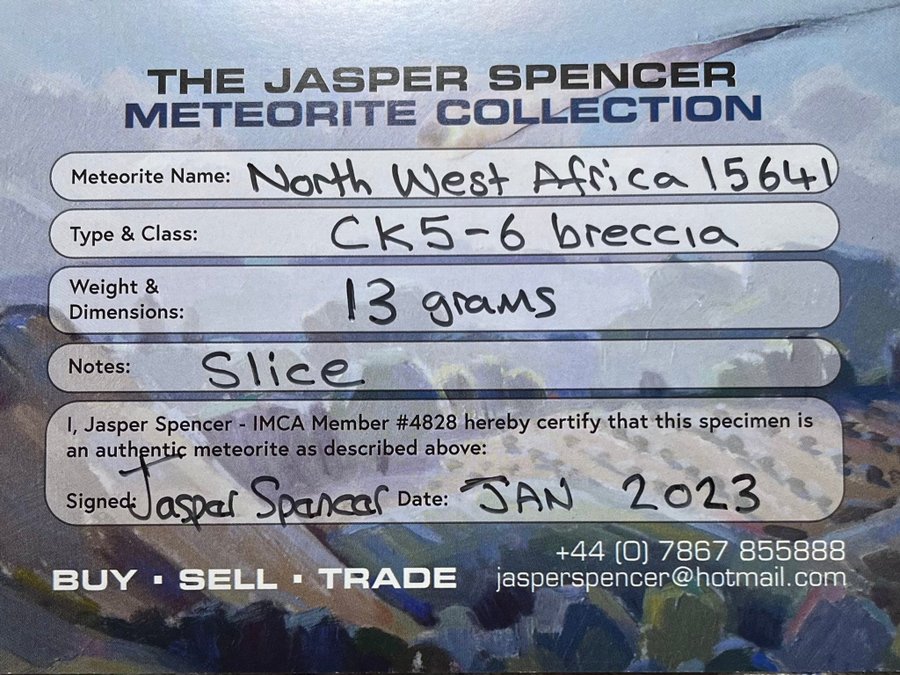 THE JASPER SPENCER
METEORITE COLLECTION
Meteorite Name: North West Africa 15641
Type & Class: CK5-6 breccia
Weight &
Dimensions: 13 grams
Notes: Slice
I, Jasper Spencer - IMCA Member #4828 hereby certify that this specimen is
an authentic meteorite as described above:
Signed: Jasper Spencer Date: JAN 2023
+44 (0) 7867 855888
BUY · SELL · TRADE jasperspencer@hotmail.com